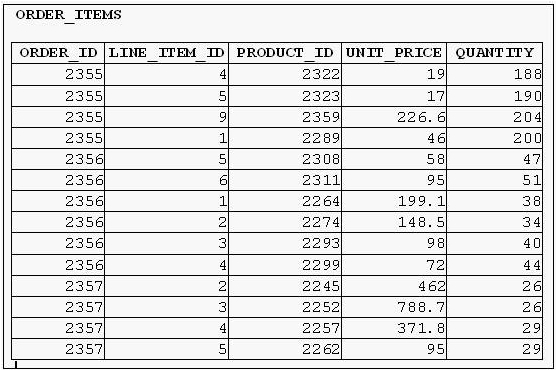 ORDER_ITEMS
ORDER_ID LINE_ITEM_ID PRODUCT_ID UNIT_PRICE QUANTITY
2355 4 2322 19 188
2355 5 2323 17 190
2355 9 2359 226.6 204
2355 1 2289 46 200
2356 5 2308 58 47
2356 6 2311 95 51
2356 1 2264 199.1 38
2356 2 2274 148.5 34
2356 3 2293 98 40
2356 4 2299 72 44
2357 2 2245 462 26
2357 3 2252 788.7 26
2357 4 2257 371.8 29
2357 5 2262 95 29